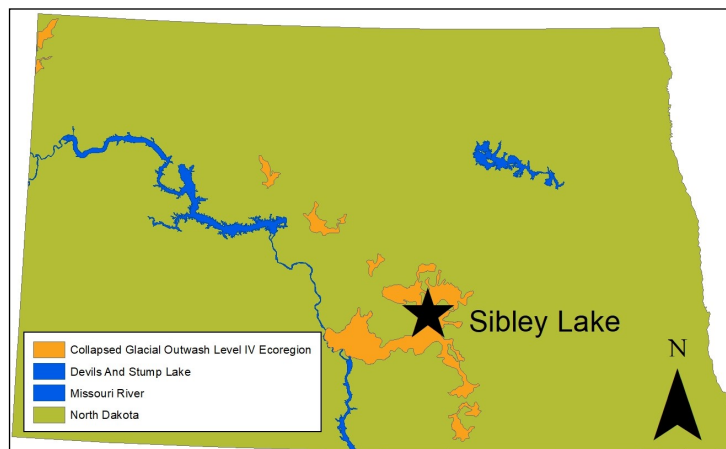 Sibley Lake
Collapsed Glacial Outwash Level IV Ecoregion
Devils And Stump Lake
Missouri River
North Dakota
N